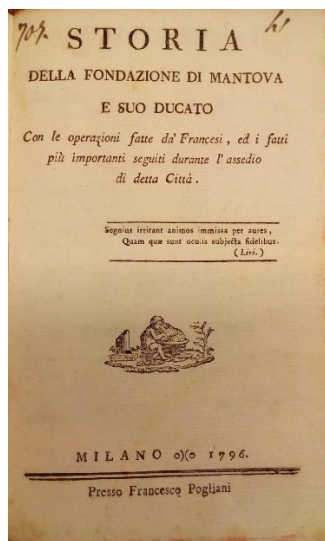 707.
STORIA
DELLA FONDAZIONE DI MANTOVA
E SUO DUCATO
Con le operazioni fatte da' Francesi, ed i fatti
più importanti seguiti durante l'assedio
di detta Città.
Segnius irritant animos immissa per aures,
Quam quæ sunt oculis subjecta fidelibus.
(Liri.)
MILANO o)(o 1796.
Presso Francesco Pogliani